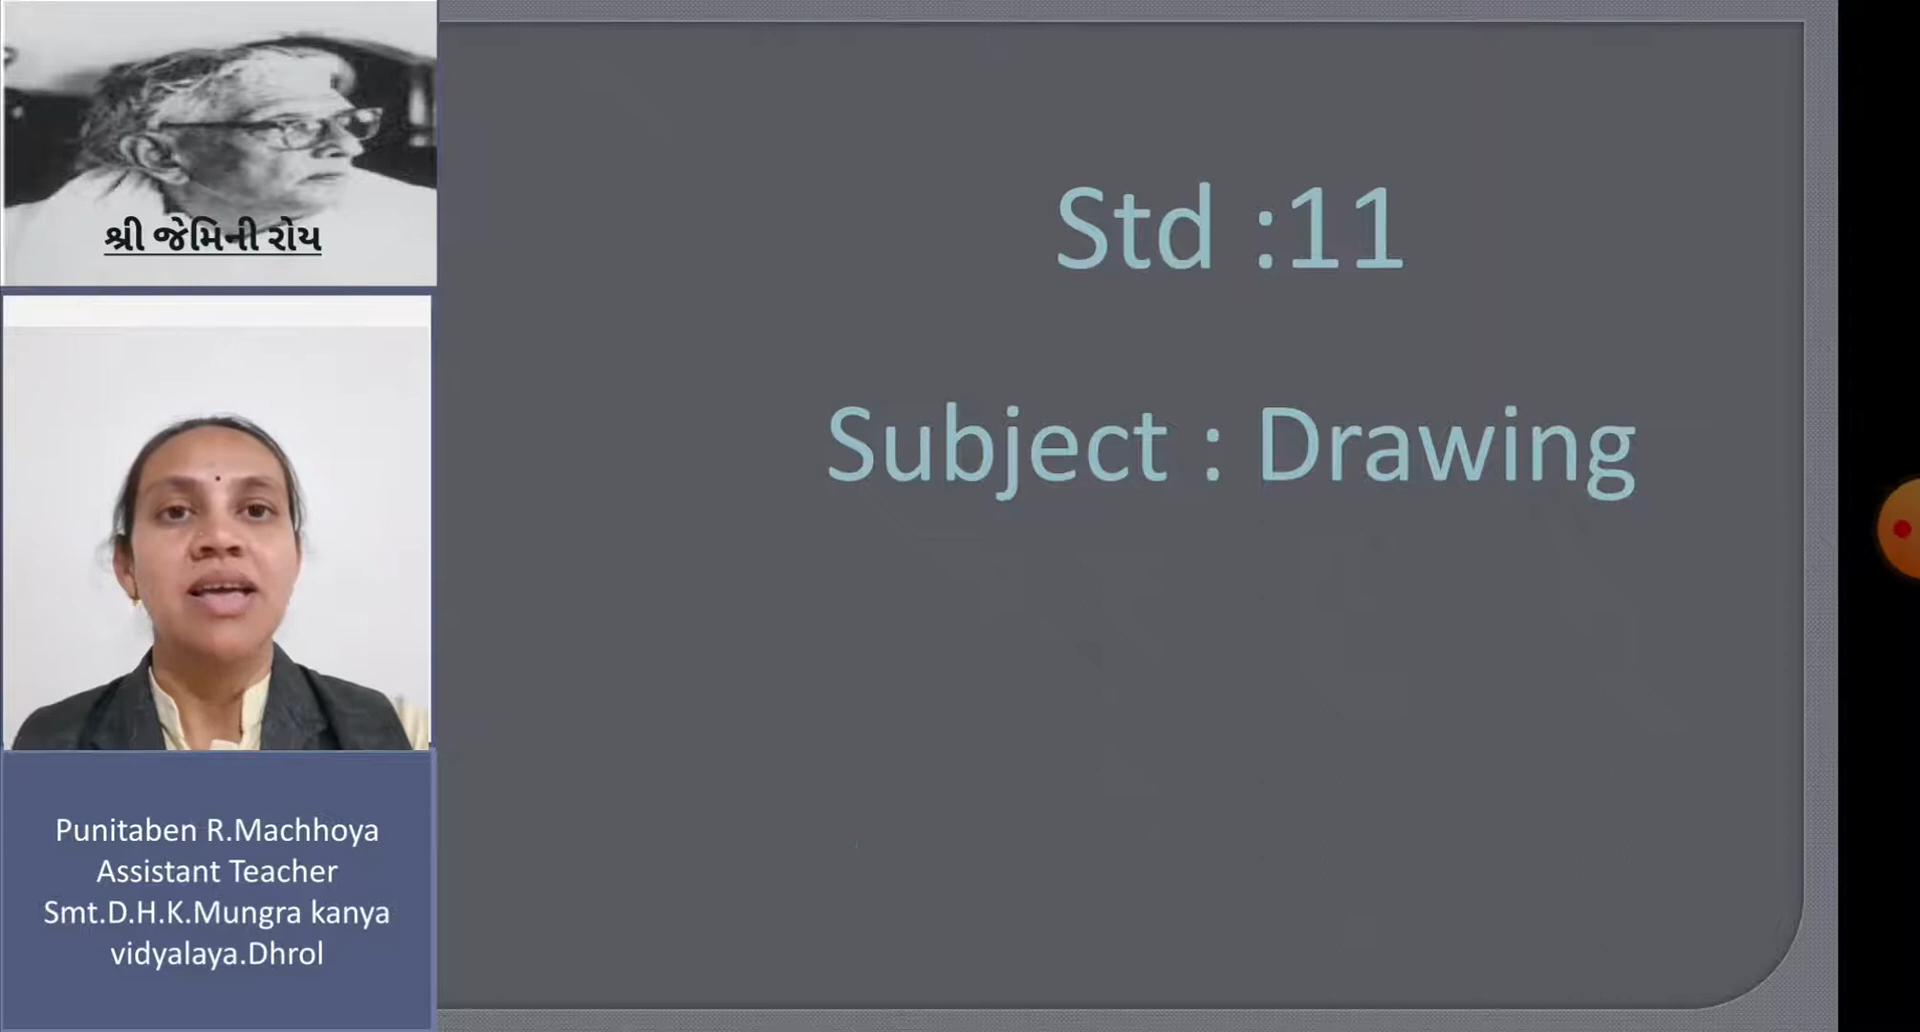 શ્રી જેમિની રોય
Std :11
Subject : Drawing
Punitaben R.Machhoya
Assistant Teacher
Smt.D.H.K.Mungra kanya
vidyalaya.Dhrol